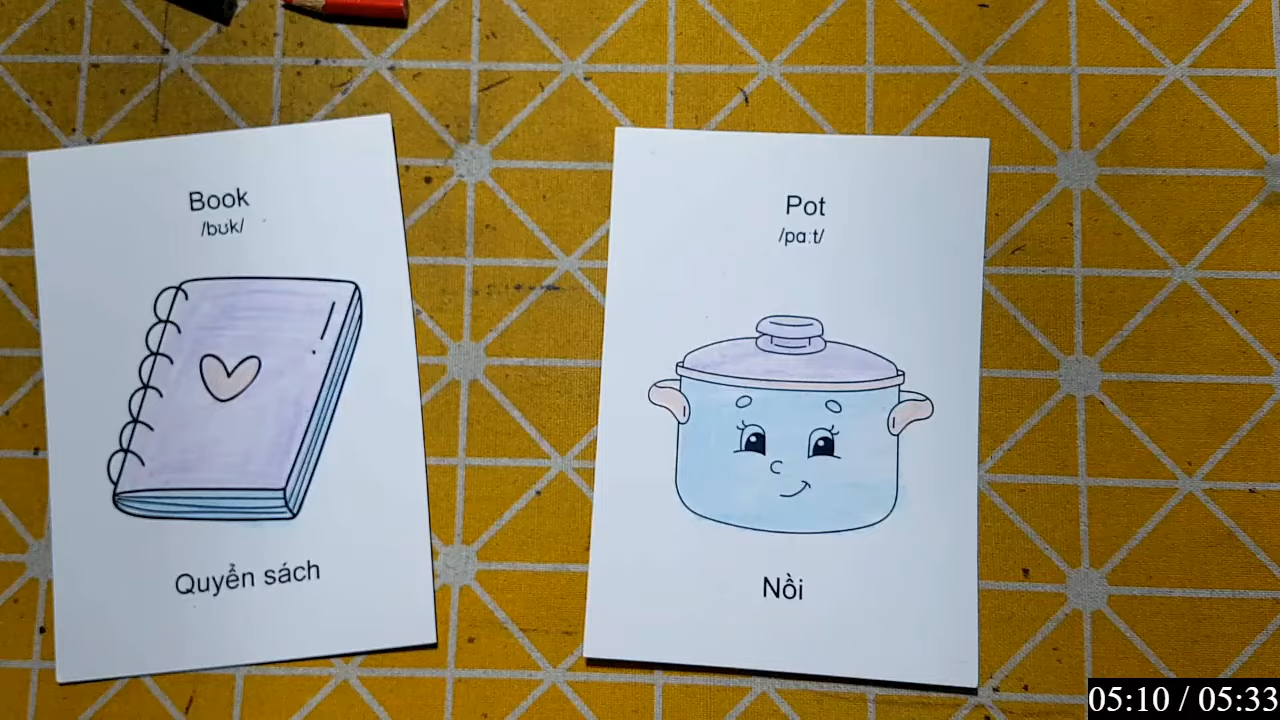 Book
/bʊk/
Quyển sách
Pot
/pɑːt/
Nồi
05:10 / 05:33